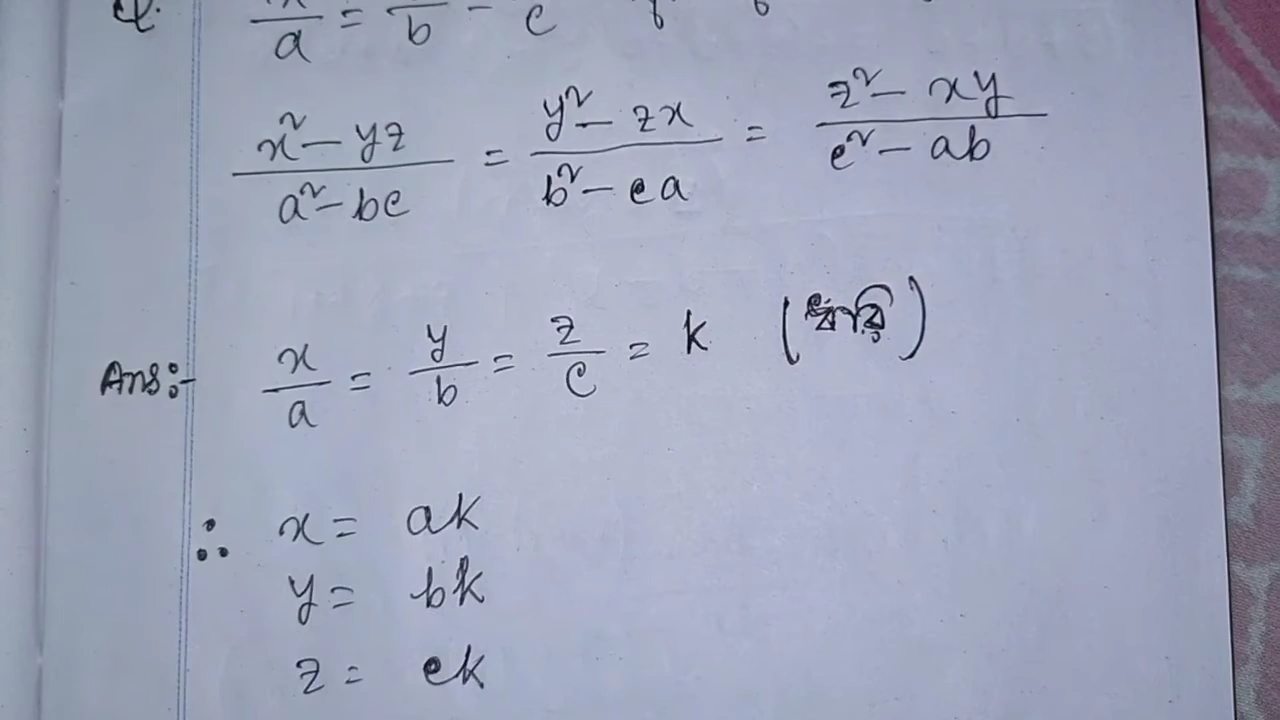 Q. x/a = y/b = z/c
x² - yz / a² - bc = y² - zx / b² - ca = z² - xy / c² - ab
Ans:- x/a = y/b = z/c = k (ধরি)
∴ x = ak
y = bk
z = ck